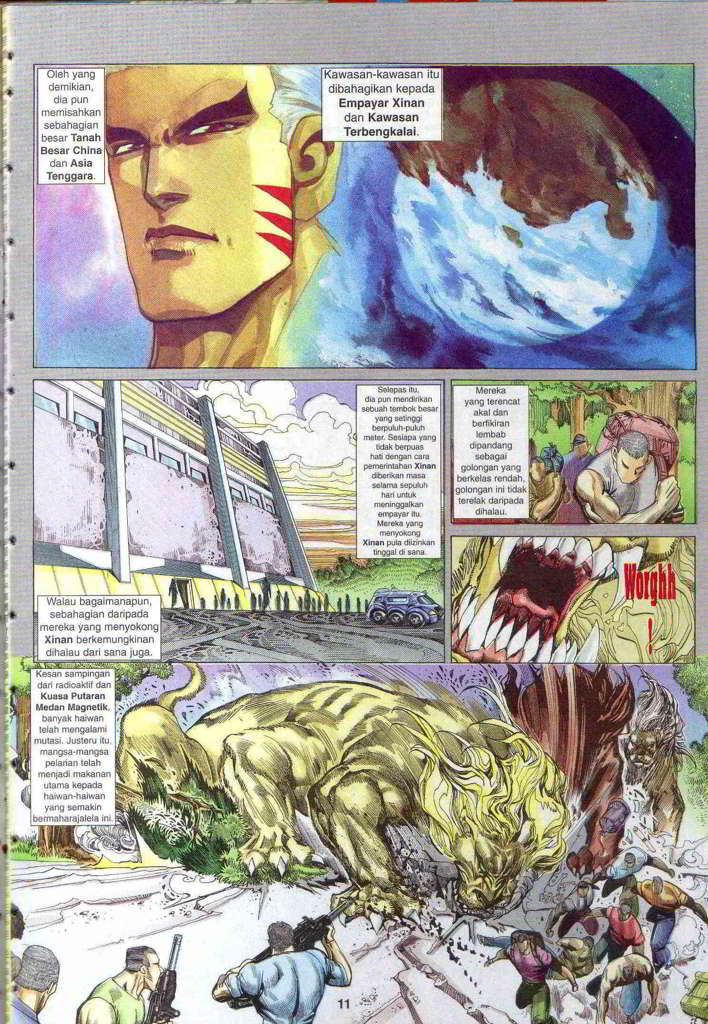 Oleh yang
demikian,
dia pun
memisahkan
sebahagian
besar Tanah
Besar China
dan Asia
Tenggara.
Kawasan-kawasan itu
dibahagikan kepada
Empayar Xinan
dan Kawasan
Terbengkalai.
Selepas itu,
dia pun mendirikan
sebuah tembok besar
yang setinggi
berpuluh-puluh
meter. Sesiapa yang
tidak berpuas
hati dengan cara
pemerintahan Xinan
diberikan masa
selama sepuluh
hari untuk
meninggalkan
empayar itu.
Mereka yang
menyokong
Xinan pula diizinkan
tinggal di sana.
Walau bagaimanapun,
sebahagian daripada
mereka yang menyokong
Xinan berkemungkinan
dihalau dari sana juga.
Mereka
yang terencat
akal dan
berfikiran
lembab
dipandang
sebagai
golongan yang
berkelas rendah,
golongan ini tidak
terelak daripada
dihalau.
Worghh
!
Kesan sampingan
dari radioaktif dan
Kuasa Putaran
Medan Magnetik,
banyak haiwan
telah mengalami
mutasi. Justeru itu,
mangsa-mangsa
pelarian telah
menjadi makanan
utama kepada
haiwan-haiwan
yang semakin
bermaharajalela ini.
11